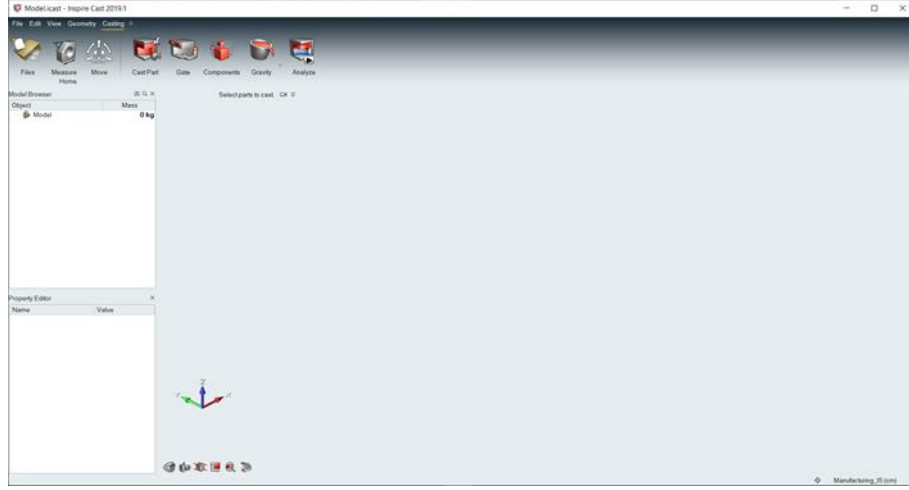 Model.icast - Inspire Cast 2019.1
File Edit View Geometry Casting +
Files Measure Move Cast Part Gate Components Gravity Analyze
Home
Model Browser
Select parts to cast.
Object Mass
Model 0 kg
Property Editor
Name Value
Z
Y X
Manufacturing_15 (cm)